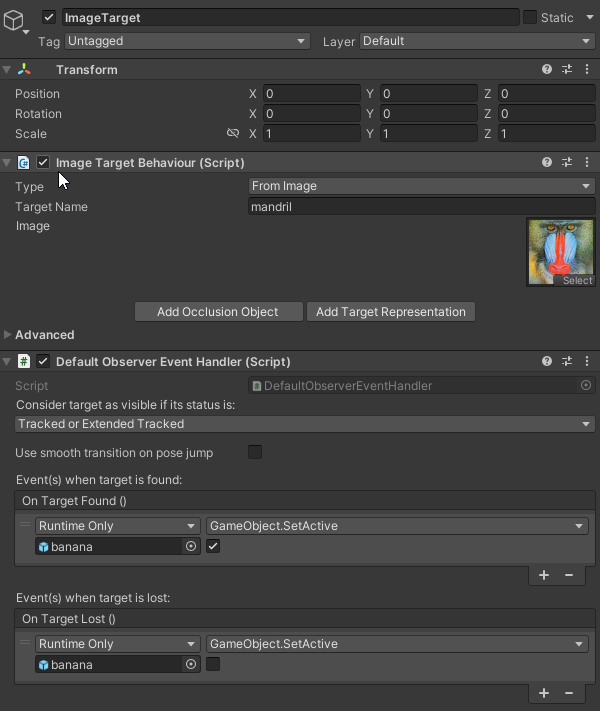 ImageTarget Static
Tag Untagged Layer Default
Transform
Position X 0 Y 0 Z 0
Rotation X 0 Y 0 Z 0
Scale X 1 Y 1 Z 1
Image Target Behaviour (Script)
Type From Image
Target Name mandril
Image
Select
Add Occlusion Object Add Target Representation
Advanced
# Default Observer Event Handler (Script)
Script DefaultObserverEventHandler
Consider target as visible if its status is:
Tracked or Extended Tracked
Use smooth transition on pose jump
Event(s) when target is found:
On Target Found ()
Runtime Only GameObject.SetActive
banana
+ −
Event(s) when target is lost:
On Target Lost ()
Runtime Only GameObject.SetActive
banana
+ −